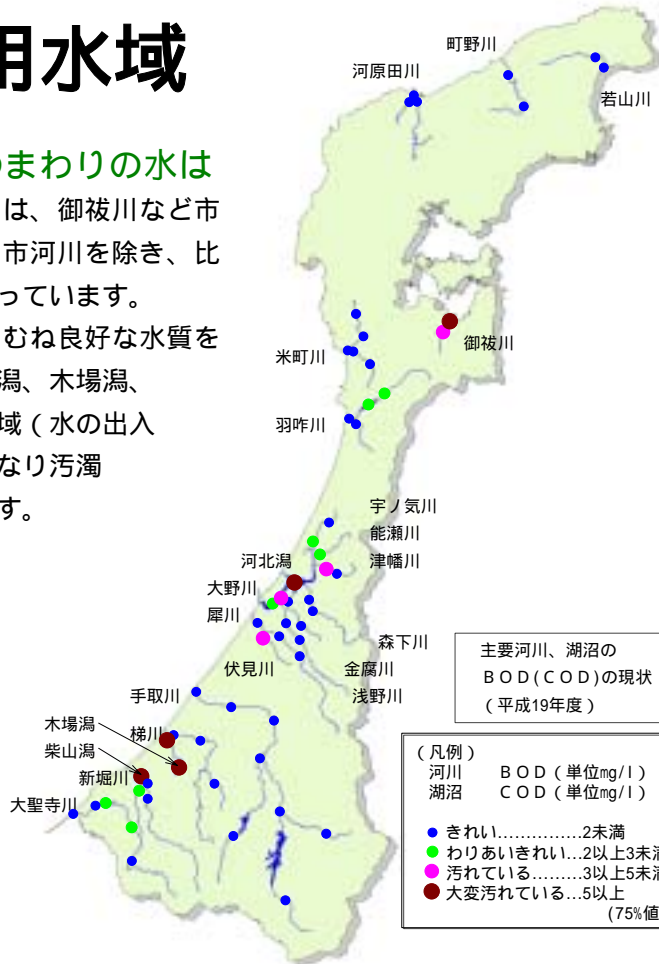 用水域
まわりの水は
は、御祓川など市
市河川を除き、比
っています。
むね良好な水質を
潟、木場潟、
域（水の出入
なり汚濁
す。
町野川
河原田川
若山川
御祓川
米町川
羽咋川
宇ノ気川
能瀬川
津幡川
河北潟
大野川
犀川
森下川
伏見川
金腐川
浅野川
手取川
木場潟
梯川
柴山潟
新堀川
大聖寺川
主要河川、湖沼の
ＢＯＤ(ＣＯＤ)の現状
（平成19年度）
（凡例）
河川 ＢＯＤ（単位mg/l）
湖沼 ＣＯＤ（単位mg/l）
きれい..............2未満
わりあいきれい...2以上3未満
汚れている........3以上5未満
大変汚れている...5以上
(75%値